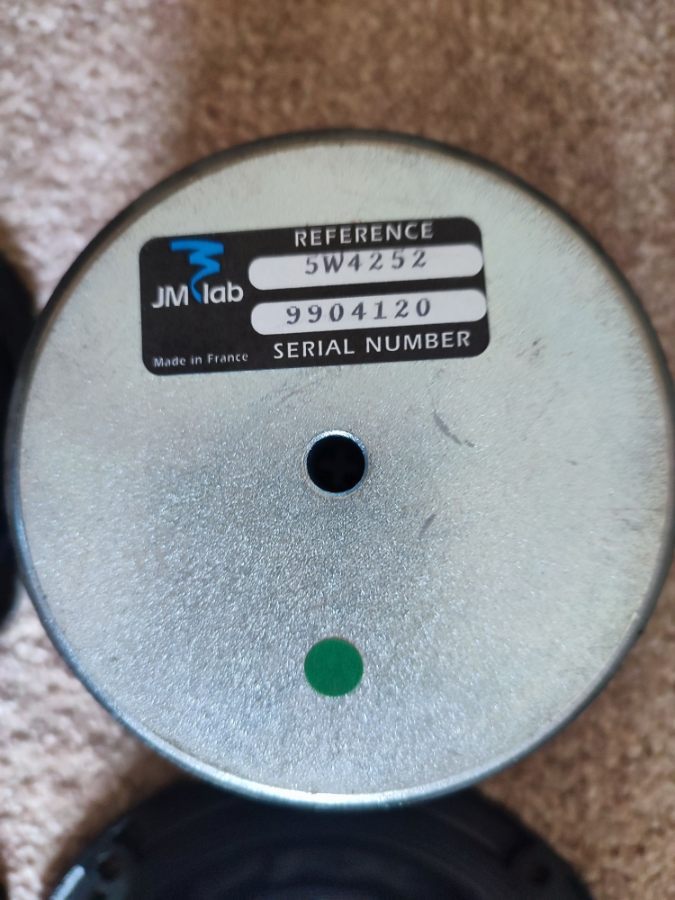 REFERENCE
5W4252
JMlab
9904120
Made in France
SERIAL NUMBER